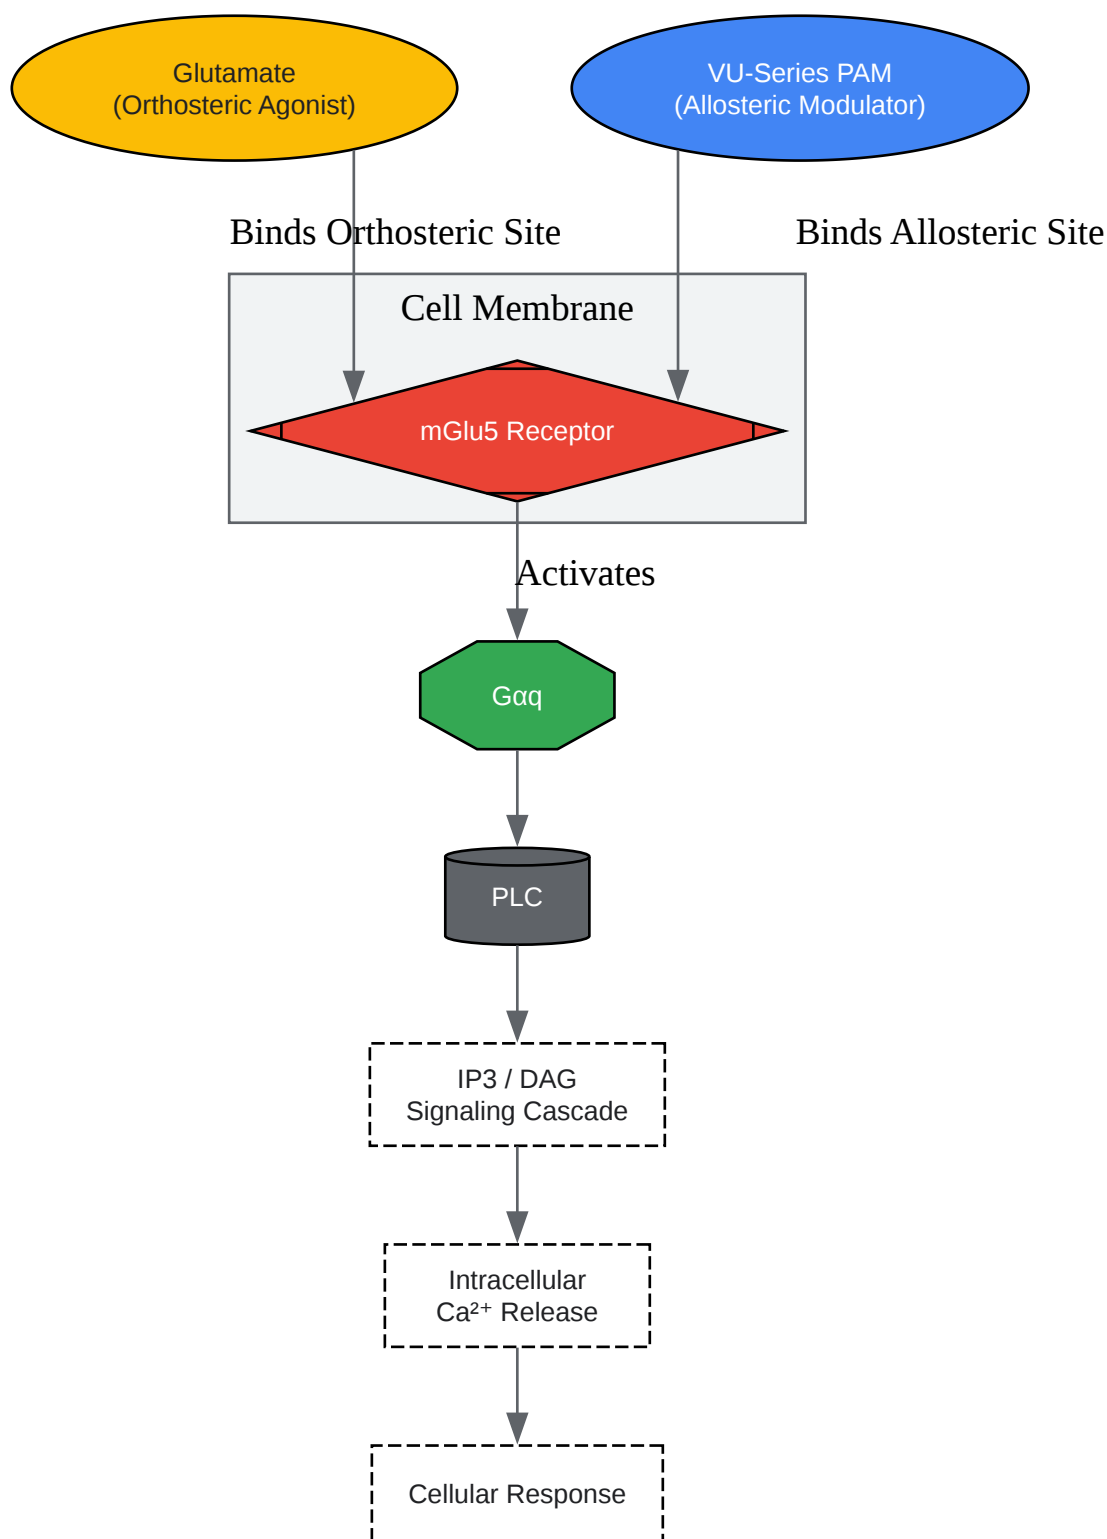 Glutamate
(Orthosteric Agonist)
VU-Series PAM
(Allosteric Modulator)
Binds Orthosteric Site
Binds Allosteric Site
Cell Membrane
mGlu5 Receptor
Activates
Gαq
PLC
IP3 / DAG
Signaling Cascade
Intracellular
Ca²⁺ Release
Cellular Response